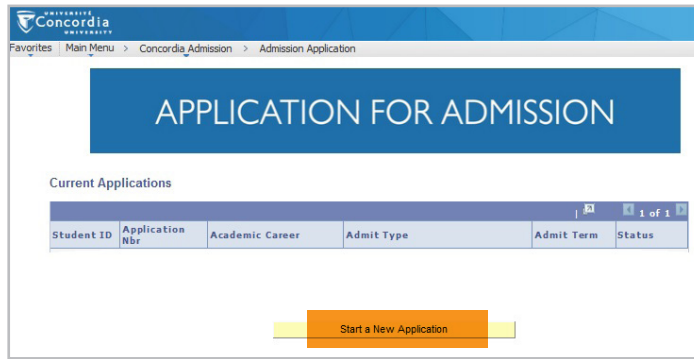 UNIVERSITÉ
Concordia
UNIVERSITY
Favorites Main Menu > Concordia Admission > Admission Application
APPLICATION FOR ADMISSION
Current Applications
| 1 of 1
Student ID Application Nbr Academic Career Admit Type Admit Term Status
Start a New Application